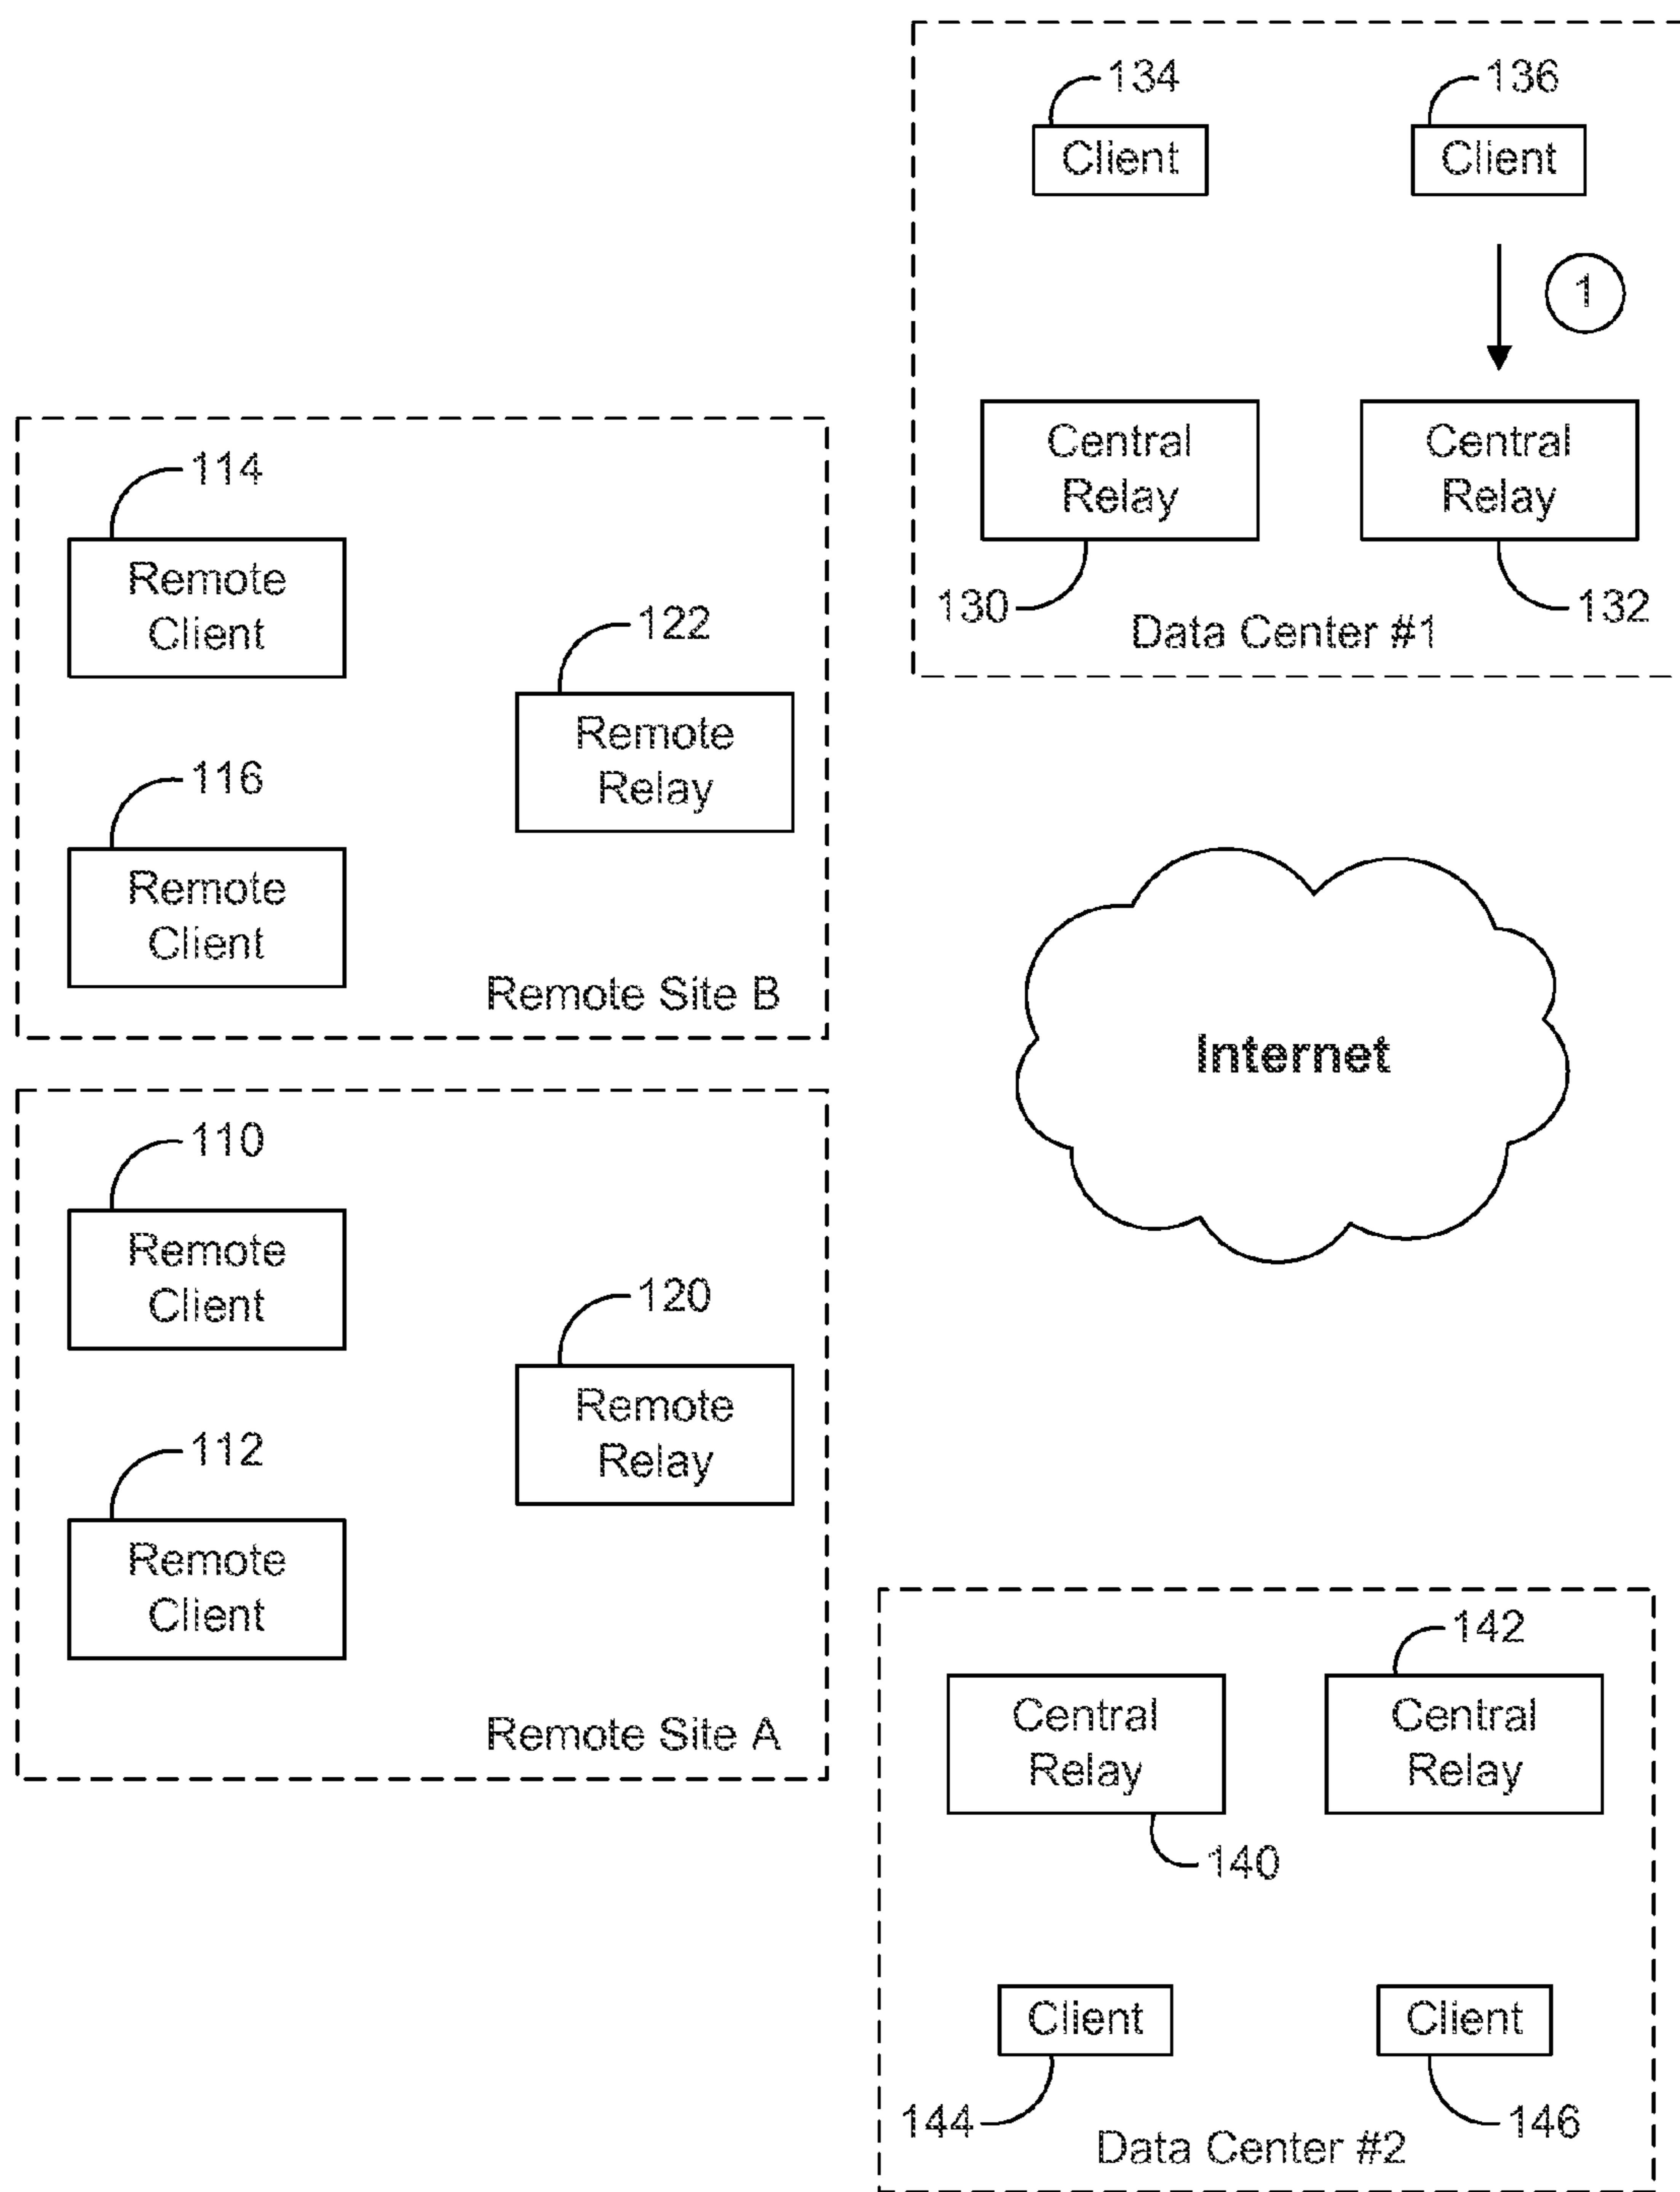 134
136
Client
Client
1
Central
Relay
Central
Relay
130
132
Data Center #1
114
Remote
Client
122
Remote
Relay
116
Remote
Client
Remote Site B
Internet
110
Remote
Client
120
Remote
Relay
112
Remote
Client
Remote Site A
142
Central
Relay
Central
Relay
140
Client
Client
144
146
Data Center #2